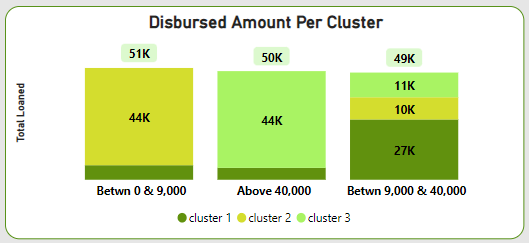 Disbursed Amount Per Cluster
51K
50K
49K
Total Loaned
44K
44K
11K
10K
27K
Betwn 0 & 9,000
Above 40,000
Betwn 9,000 & 40,000
cluster 1 cluster 2 cluster 3